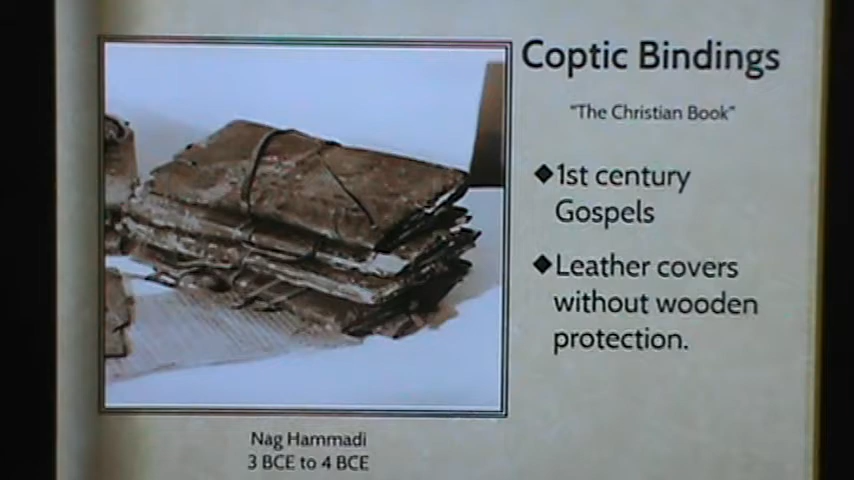 Coptic Bindings
"The Christian Book"
◆1st century
Gospels
◆Leather covers
without wooden
protection.
Nag Hammadi
3 BCE to 4 BCE